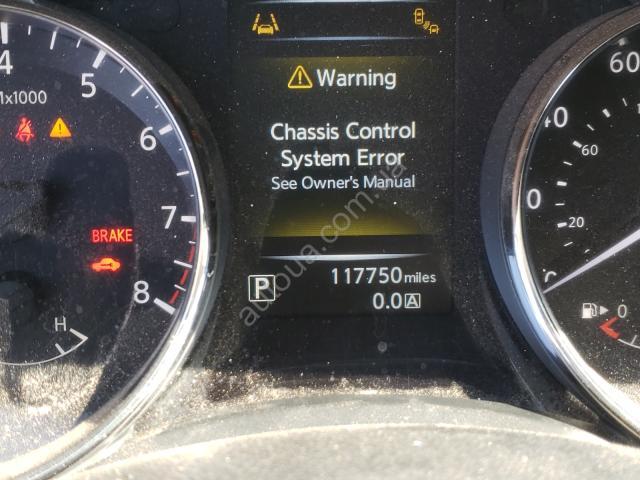 4
5
6
7
8
1x1000
BRAKE
H
Warning
Chassis Control
System Error
See Owner's Manual
P
117750 miles
0.0 A
60
40
60
20
0
autoua.com.ua